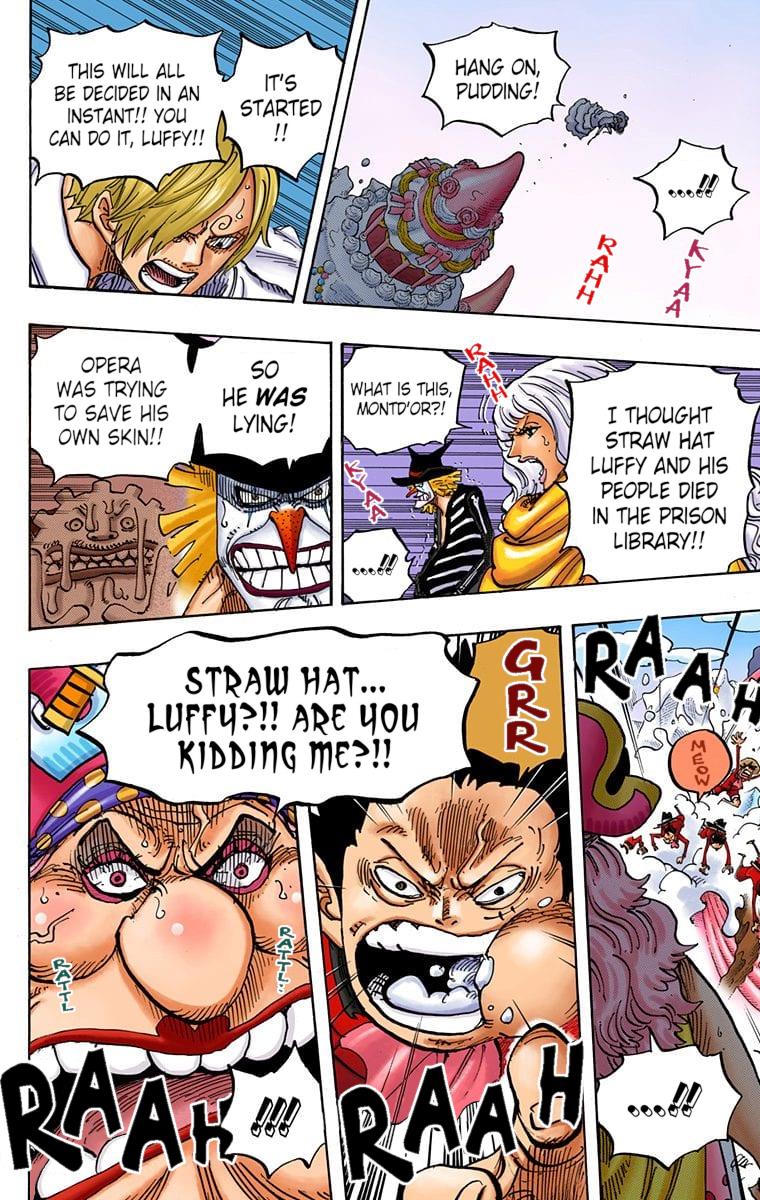 HANG ON,
PUDDING!
....!!
KYAA
RAHH
IT'S
STARTED
!!
THIS WILL ALL
BE DECIDED IN AN
INSTANT!! YOU
CAN DO IT, LUFFY!!
I THOUGHT
STRAW HAT
LUFFY AND HIS
PEOPLE DIED
IN THE PRISON
LIBRARY!!
RAHH
WHAT IS THIS,
MONTD'OR?!
KYAA
....!!
SO
HE WAS
LYING!
OPERA
WAS TRYING
TO SAVE HIS
OWN SKIN!!
RAAH
MEOW
....!!
GRR
STRAW HAT...
LUFFY?!! ARE YOU
KIDDING ME?!!
RAAH
RATTL
RATTL
!!!
RAAH